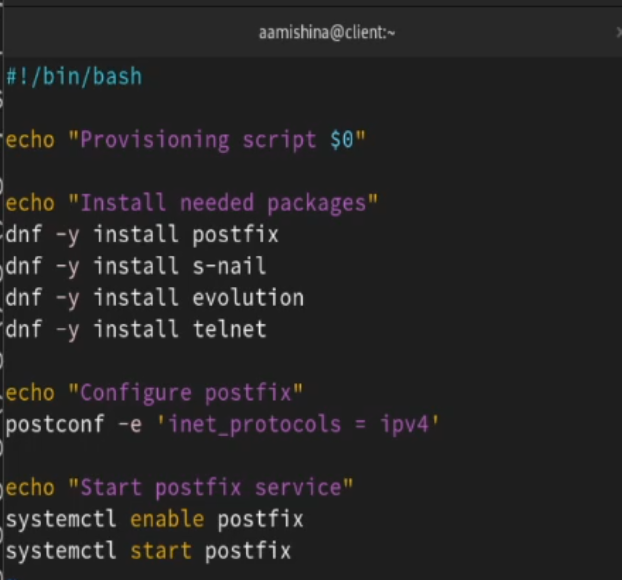 aamishina@client:~
#!/bin/bash
echo "Provisioning script $0"
echo "Install needed packages"
dnf -y install postfix
dnf -y install s-nail
dnf -y install evolution
dnf -y install telnet
echo "Configure postfix"
postconf -e 'inet_protocols = ipv4'
echo "Start postfix service"
systemctl enable postfix
systemctl start postfix